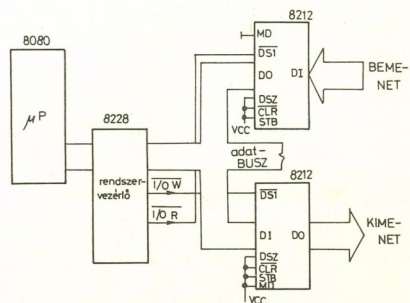 8080
μP
8228
rendszer-
vezérlő
I/O W
I/O R
8212
MD
DS1
DO
DI
DSZ
CLR
STB
VCC
BEME-
NET
adat-
BUSZ
8212
DS1
DI
DO
DSZ
CLR
STB
MD
VCC
KIME-
NET